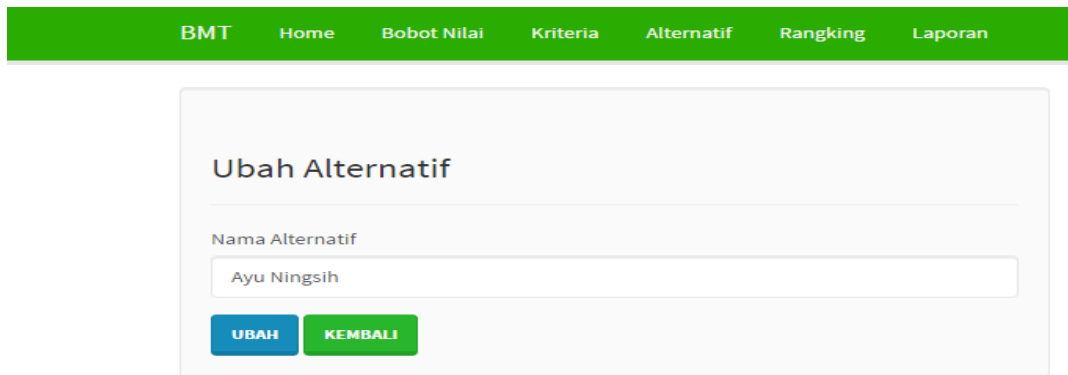 BMT Home Bobot Nilai Kriteria Alternatif Rangking Laporan
Ubah Alternatif
Nama Alternatif
Ayu Ningsih
UBAH KEMBALI